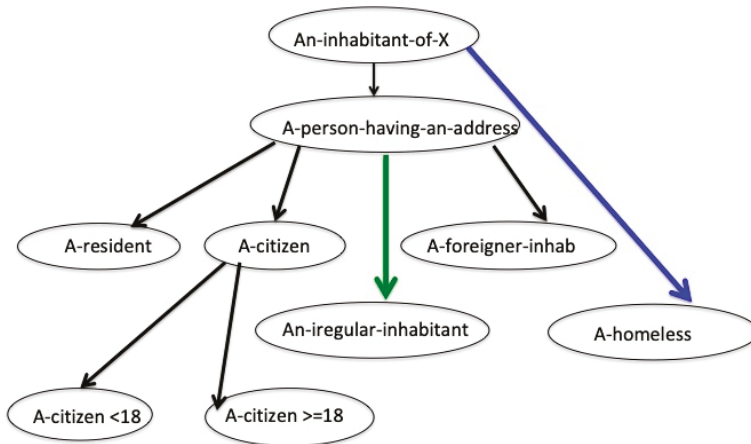 An-inhabitant-of-X
A-person-having-an-address
A-resident
A-citizen
A-foreigner-inhab
An-iregular-inhabitant
A-homeless
A-citizen <18
A-citizen >=18